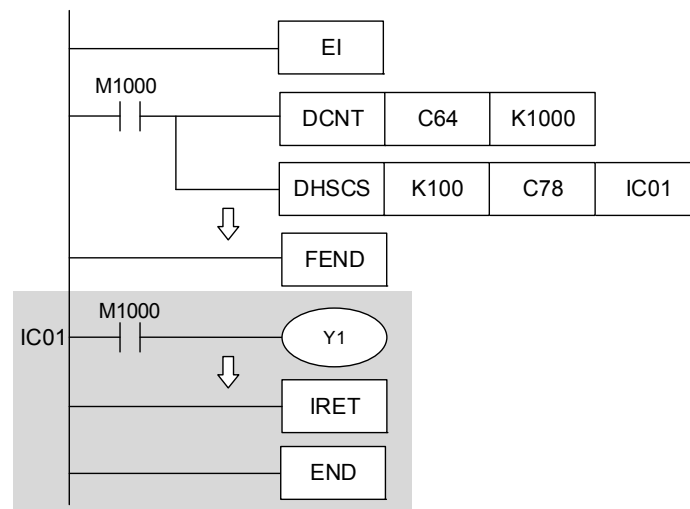 EI
M1000
DCNT C64 K1000
DHSCS K100 C78 IC01
FEND
M1000
IC01 Y1
IRET
END